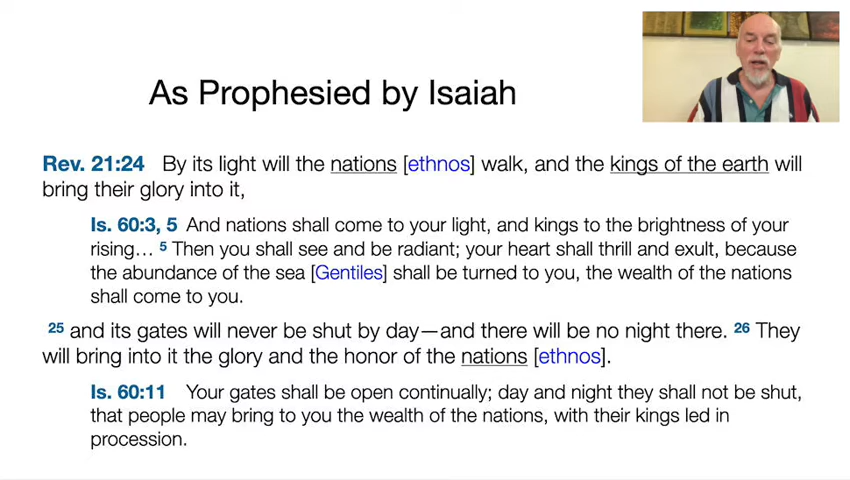 As Prophesied by Isaiah
Rev. 21:24 By its light will the nations [ethnos] walk, and the kings of the earth will
bring their glory into it,
Is. 60:3, 5 And nations shall come to your light, and kings to the brightness of your
rising… 5 Then you shall see and be radiant; your heart shall thrill and exult, because
the abundance of the sea [Gentiles] shall be turned to you, the wealth of the nations
shall come to you.
25 and its gates will never be shut by day—and there will be no night there. 26 They
will bring into it the glory and the honor of the nations [ethnos].
Is. 60:11 Your gates shall be open continually; day and night they shall not be shut,
that people may bring to you the wealth of the nations, with their kings led in
procession.